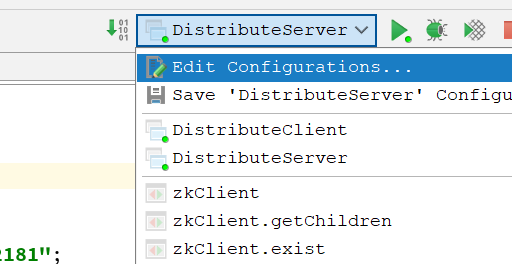 DistributeServer
Edit Configurations...
Save 'DistributeServer' Configu
DistributeClient
DistributeServer
zkClient
zkClient.getChildren
2181";
zkClient.exist